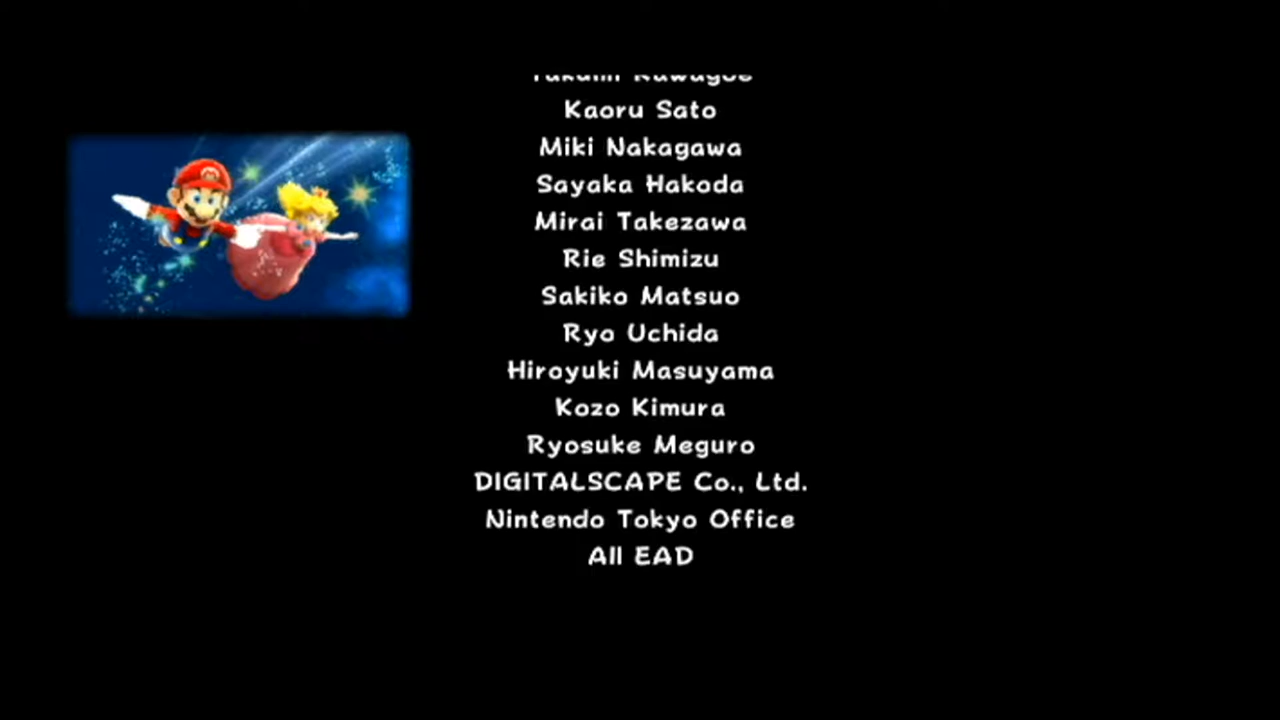 Kaoru Sato
Miki Nakagawa
Sayaka Hakoda
Mirai Takezawa
Rie Shimizu
Sakiko Matsuo
Ryo Uchida
Hiroyuki Masuyama
Kozo Kimura
Ryosuke Meguro
DIGITALSCAPE Co., Ltd.
Nintendo Tokyo Office
All EAD